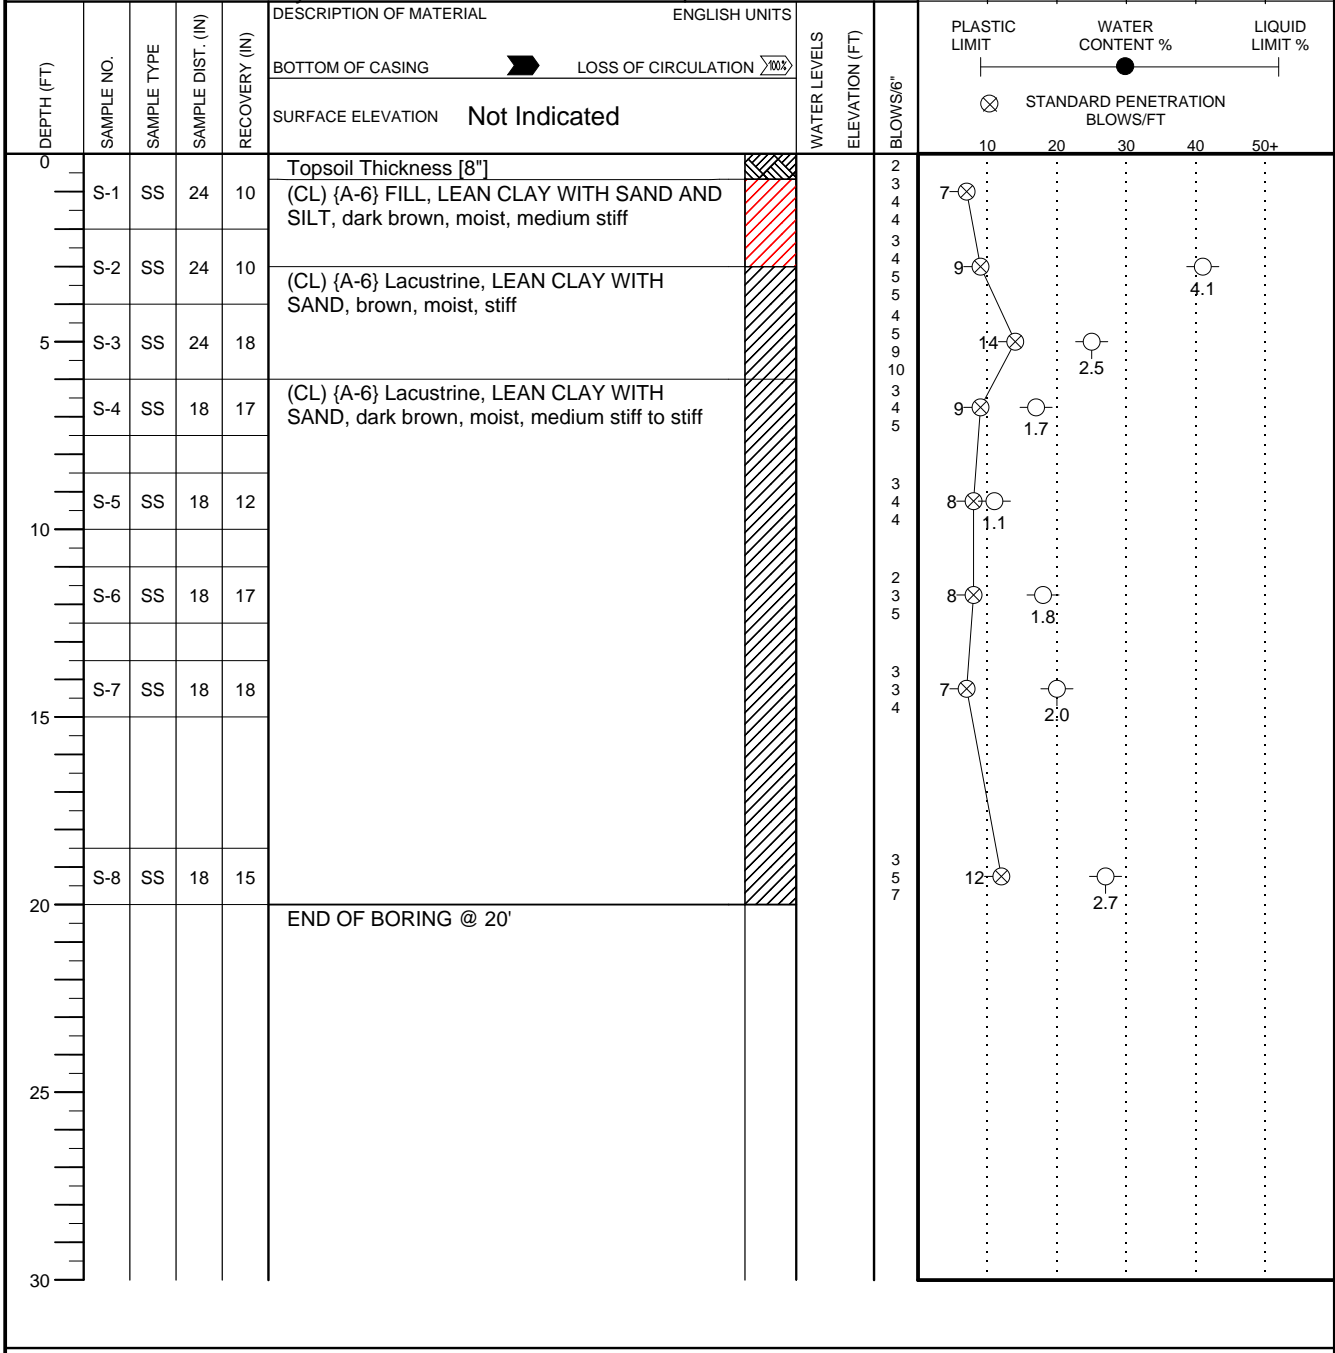 DEPTH (FT)
SAMPLE NO.
SAMPLE TYPE
SAMPLE DIST. (IN)
RECOVERY (IN)
DESCRIPTION OF MATERIAL ENGLISH UNITS
BOTTOM OF CASING LOSS OF CIRCULATION 100%
SURFACE ELEVATION Not Indicated
WATER LEVELS
ELEVATION (FT)
BLOWS/6"
PLASTIC LIMIT
WATER CONTENT %
LIQUID LIMIT %
STANDARD PENETRATION
BLOWS/FT
10 20 30 40 50+
0
Topsoil Thickness [8"]
S-1 SS 24 10
(CL) {A-6} FILL, LEAN CLAY WITH SAND AND
SILT, dark brown, moist, medium stiff
2
3
4
4
7
S-2 SS 24 10
3
4
5
5
9
4.1
(CL) {A-6} Lacustrine, LEAN CLAY WITH
SAND, brown, moist, stiff
5
S-3 SS 24 18
4
5
9
10
14
2.5
(CL) {A-6} Lacustrine, LEAN CLAY WITH
SAND, dark brown, moist, medium stiff to stiff
S-4 SS 18 17
3
4
5
9
1.7
S-5 SS 18 12
3
4
4
8
1.1
10
S-6 SS 18 17
2
3
5
8
1.8
S-7 SS 18 18
3
3
4
7
2.0
15
S-8 SS 18 15
3
5
7
12
2.7
20
END OF BORING @ 20'
25
30